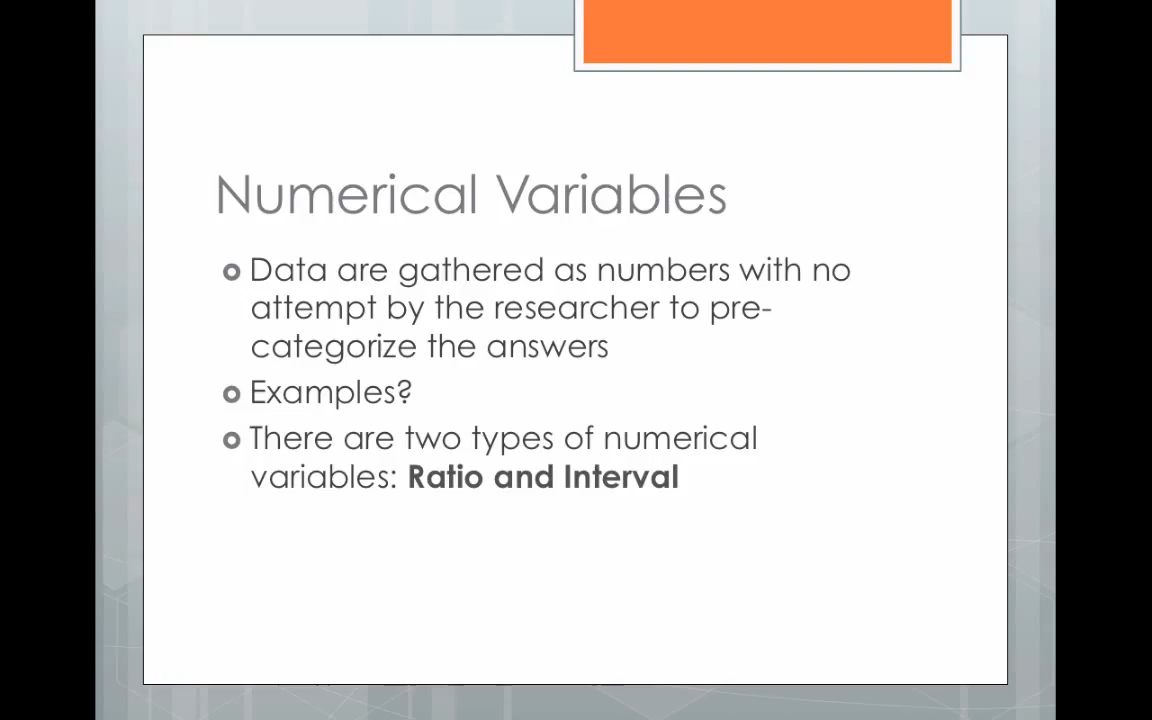 Numerical Variables
Data are gathered as numbers with no
attempt by the researcher to pre-
categorize the answers
Examples?
There are two types of numerical
variables: Ratio and Interval